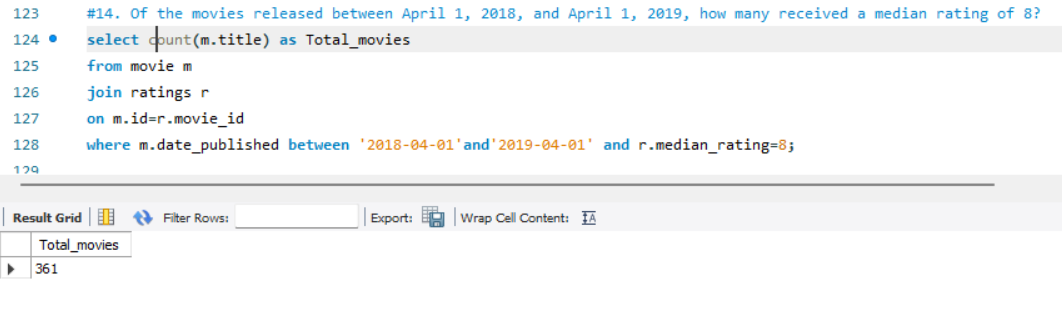 123 #14. Of the movies released between April 1, 2018, and April 1, 2019, how many received a median rating of 8?
124 select count(m.title) as Total_movies
125 from movie m
126 join ratings r
127 on m.id=r.movie_id
128 where m.date_published between '2018-04-01'and'2019-04-01' and r.median_rating=8;
129
Result Grid Filter Rows: Export: Wrap Cell Content: IA
Total_movies
361